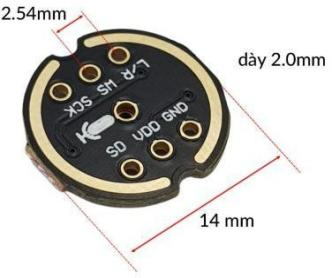 2.54mm
dày 2.0mm
L/R WS SCK
SD VDD GND
14 mm